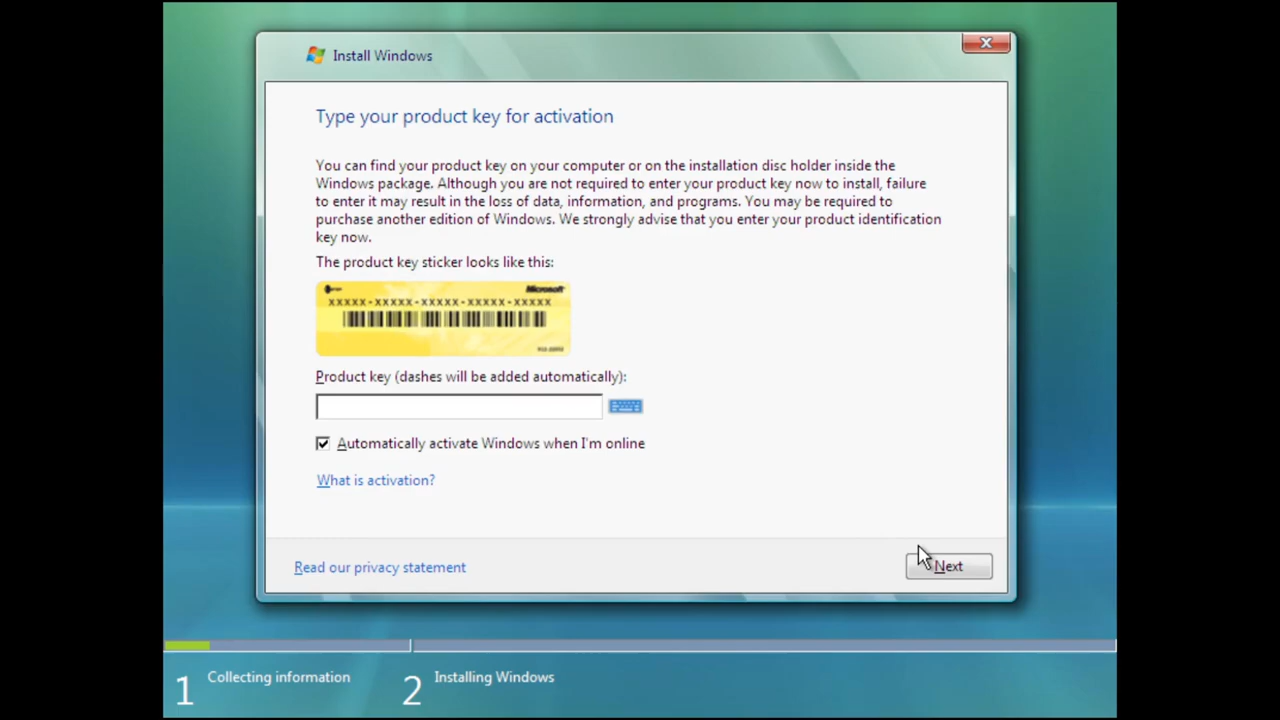 Install Windows
Type your product key for activation
You can find your product key on your computer or on the installation disc holder inside the
Windows package. Although you are not required to enter your product key now to install, failure
to enter it may result in the loss of data, information, and programs. You may be required to
purchase another edition of Windows. We strongly advise that you enter your product identification
key now.
The product key sticker looks like this:
Microsoft
XXXXX-XXXXX-XXXXX-XXXXX-XXXXX
Product key (dashes will be added automatically):
Automatically activate Windows when I'm online
What is activation?
Read our privacy statement
Next
1 Collecting information
2 Installing Windows